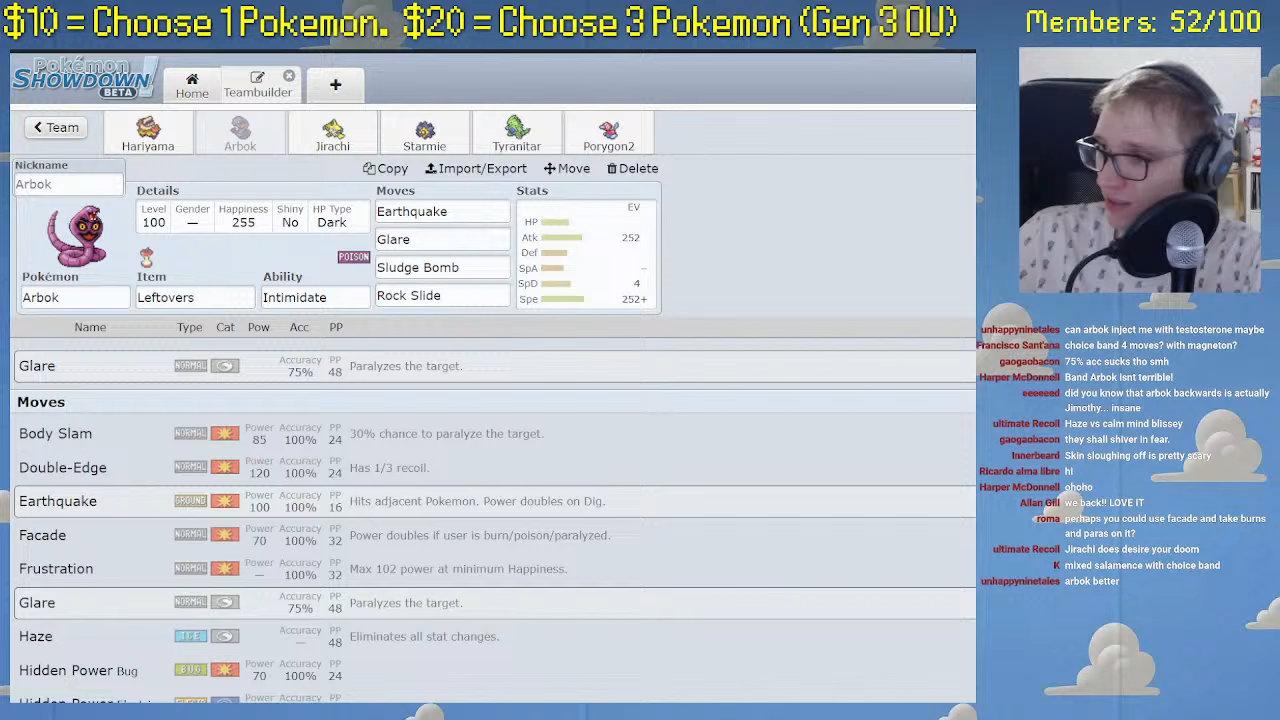 $10 = Choose 1 Pokemon. $20 = Choose 3 Pokemon (Gen 3 OU)
Members: 52/100
Pokémon
SHOWDOWN!
BETA
Home
Teambuilder
+
Team
Hariyama
Arbok
Jirachi
Starmie
Tyranitar
Porygon2
Nickname
Arbok
Copy
Import/Export
Move
Delete
Details
Level Gender Happiness Shiny HP Type
100 — 255 No Dark
POISON
Pokémon
Arbok
Item
Leftovers
Ability
Intimidate
Moves
Earthquake
Glare
Sludge Bomb
Rock Slide
Stats
EV
HP
Atk 252
Def
SpA –
SpD 4
Spe 252+
Name Type Cat Pow Acc PP
Glare NORMAL Accuracy 75% PP 48 Paralyzes the target.
Moves
Body Slam NORMAL Power 85 Accuracy 100% PP 24 30% chance to paralyze the target.
Double-Edge NORMAL Power 120 Accuracy 100% PP 24 Has 1/3 recoil.
Earthquake GROUND Power 100 Accuracy 100% PP 16 Hits adjacent Pokemon. Power doubles on Dig.
Facade NORMAL Power 70 Accuracy 100% PP 32 Power doubles if user is burn/poison/paralyzed.
Frustration NORMAL Power — Accuracy 100% PP 32 Max 102 power at minimum Happiness.
Glare NORMAL Accuracy 75% PP 48 Paralyzes the target.
Haze ICE Accuracy — PP 48 Eliminates all stat changes.
Hidden Power Bug BUG Power 70 Accuracy 100% PP 24
Power Accuracy PP
unhappyninetales can arbok inject me with testosterone maybe
Francisco Sant'ana choice band 4 moves? with magneton?
gaogaobacon 75% acc sucks tho smh
Harper McDonnell Band Arbok Isnt terrible!
eeeeeed did you know that arbok backwards is actually
Jimothy... insane
ultimate Recoil Haze vs calm mind blissey
gaogaobacon they shall shiver in fear.
Innerbeard Skin sloughing off is pretty scary
Ricardo alma libre hi
Harper McDonnell ohoho
Allan Gill we back!! LOVE IT
roma perhaps you could use facade and take burns
and paras on it?
ultimate Recoil Jirachi does desire your doom
K mixed salamence with choice band
unhappyninetales arbok better